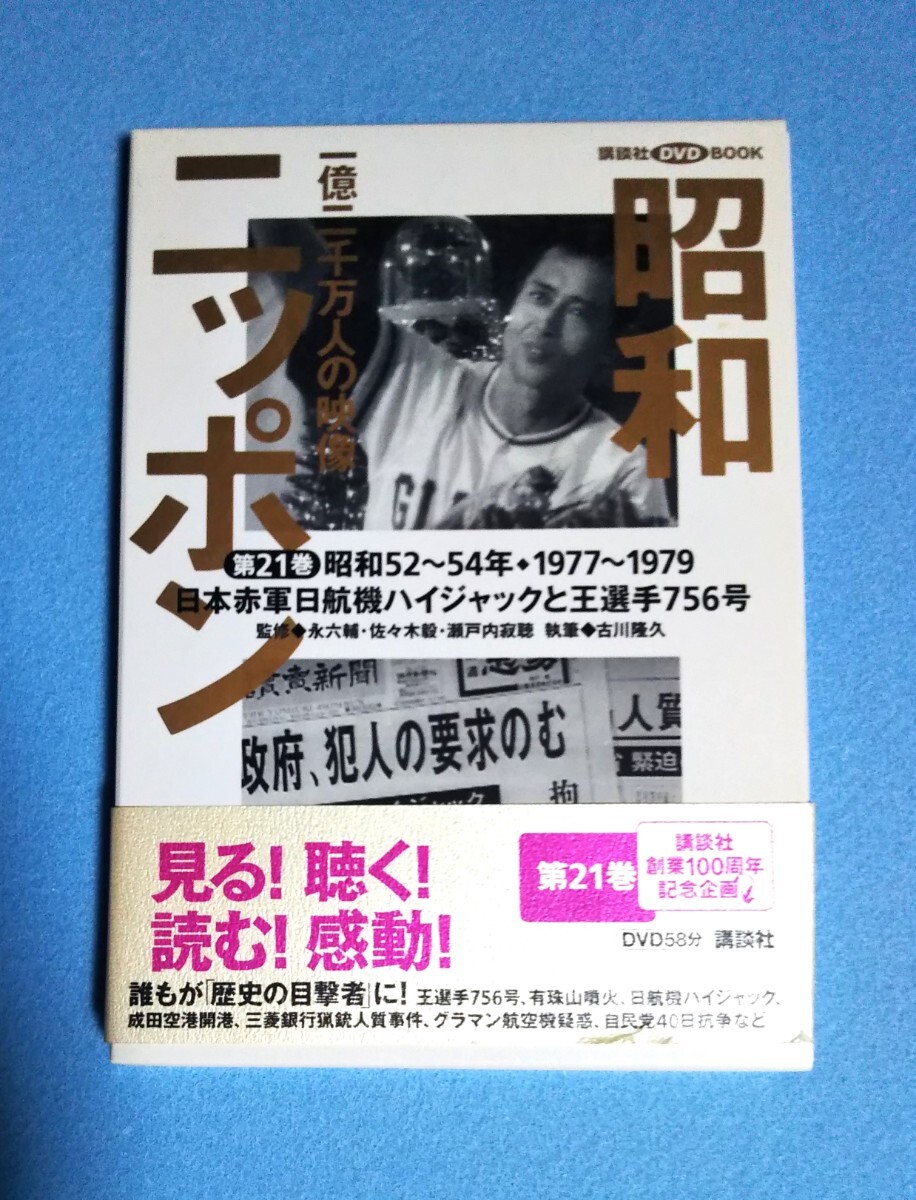 講談社 DVD BOOK
昭和
ニッポン
一億二千万人の映像
第21巻 昭和52〜54年◆1977〜1979
日本赤軍日航機ハイジャックと王選手756号
監修◆永六輔・佐々木毅・瀬戸内寂聴 執筆◆古川隆久
讀賣新聞
政府、犯人の要求のむ
拘
人質
緊迫
見る! 聴く!
読む! 感動!
第21巻
講談社
創業100周年
記念企画
DVD58分 講談社
誰もが「歴史の目撃者」に! 王選手756号、有珠山噴火、日航機ハイジャック、
成田空港開港、三菱銀行猟銃人質事件、グラマン航空機疑惑、自民党40日抗争など